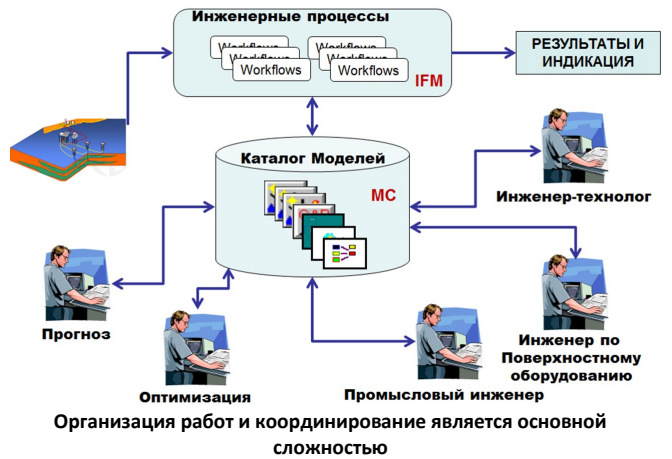 Инженерные процессы
Workflows
Workflows
Workflows
Workflows
Workflows
Workflows
IFM
РЕЗУЛЬТАТЫ И
ИНДИКАЦИЯ
Каталог Моделей
MC
Инженер-технолог
Прогноз
Оптимизация
Промысловый инженер
Инженер по
Поверхностному
оборудованию
Организация работ и координирование является основной
сложностью